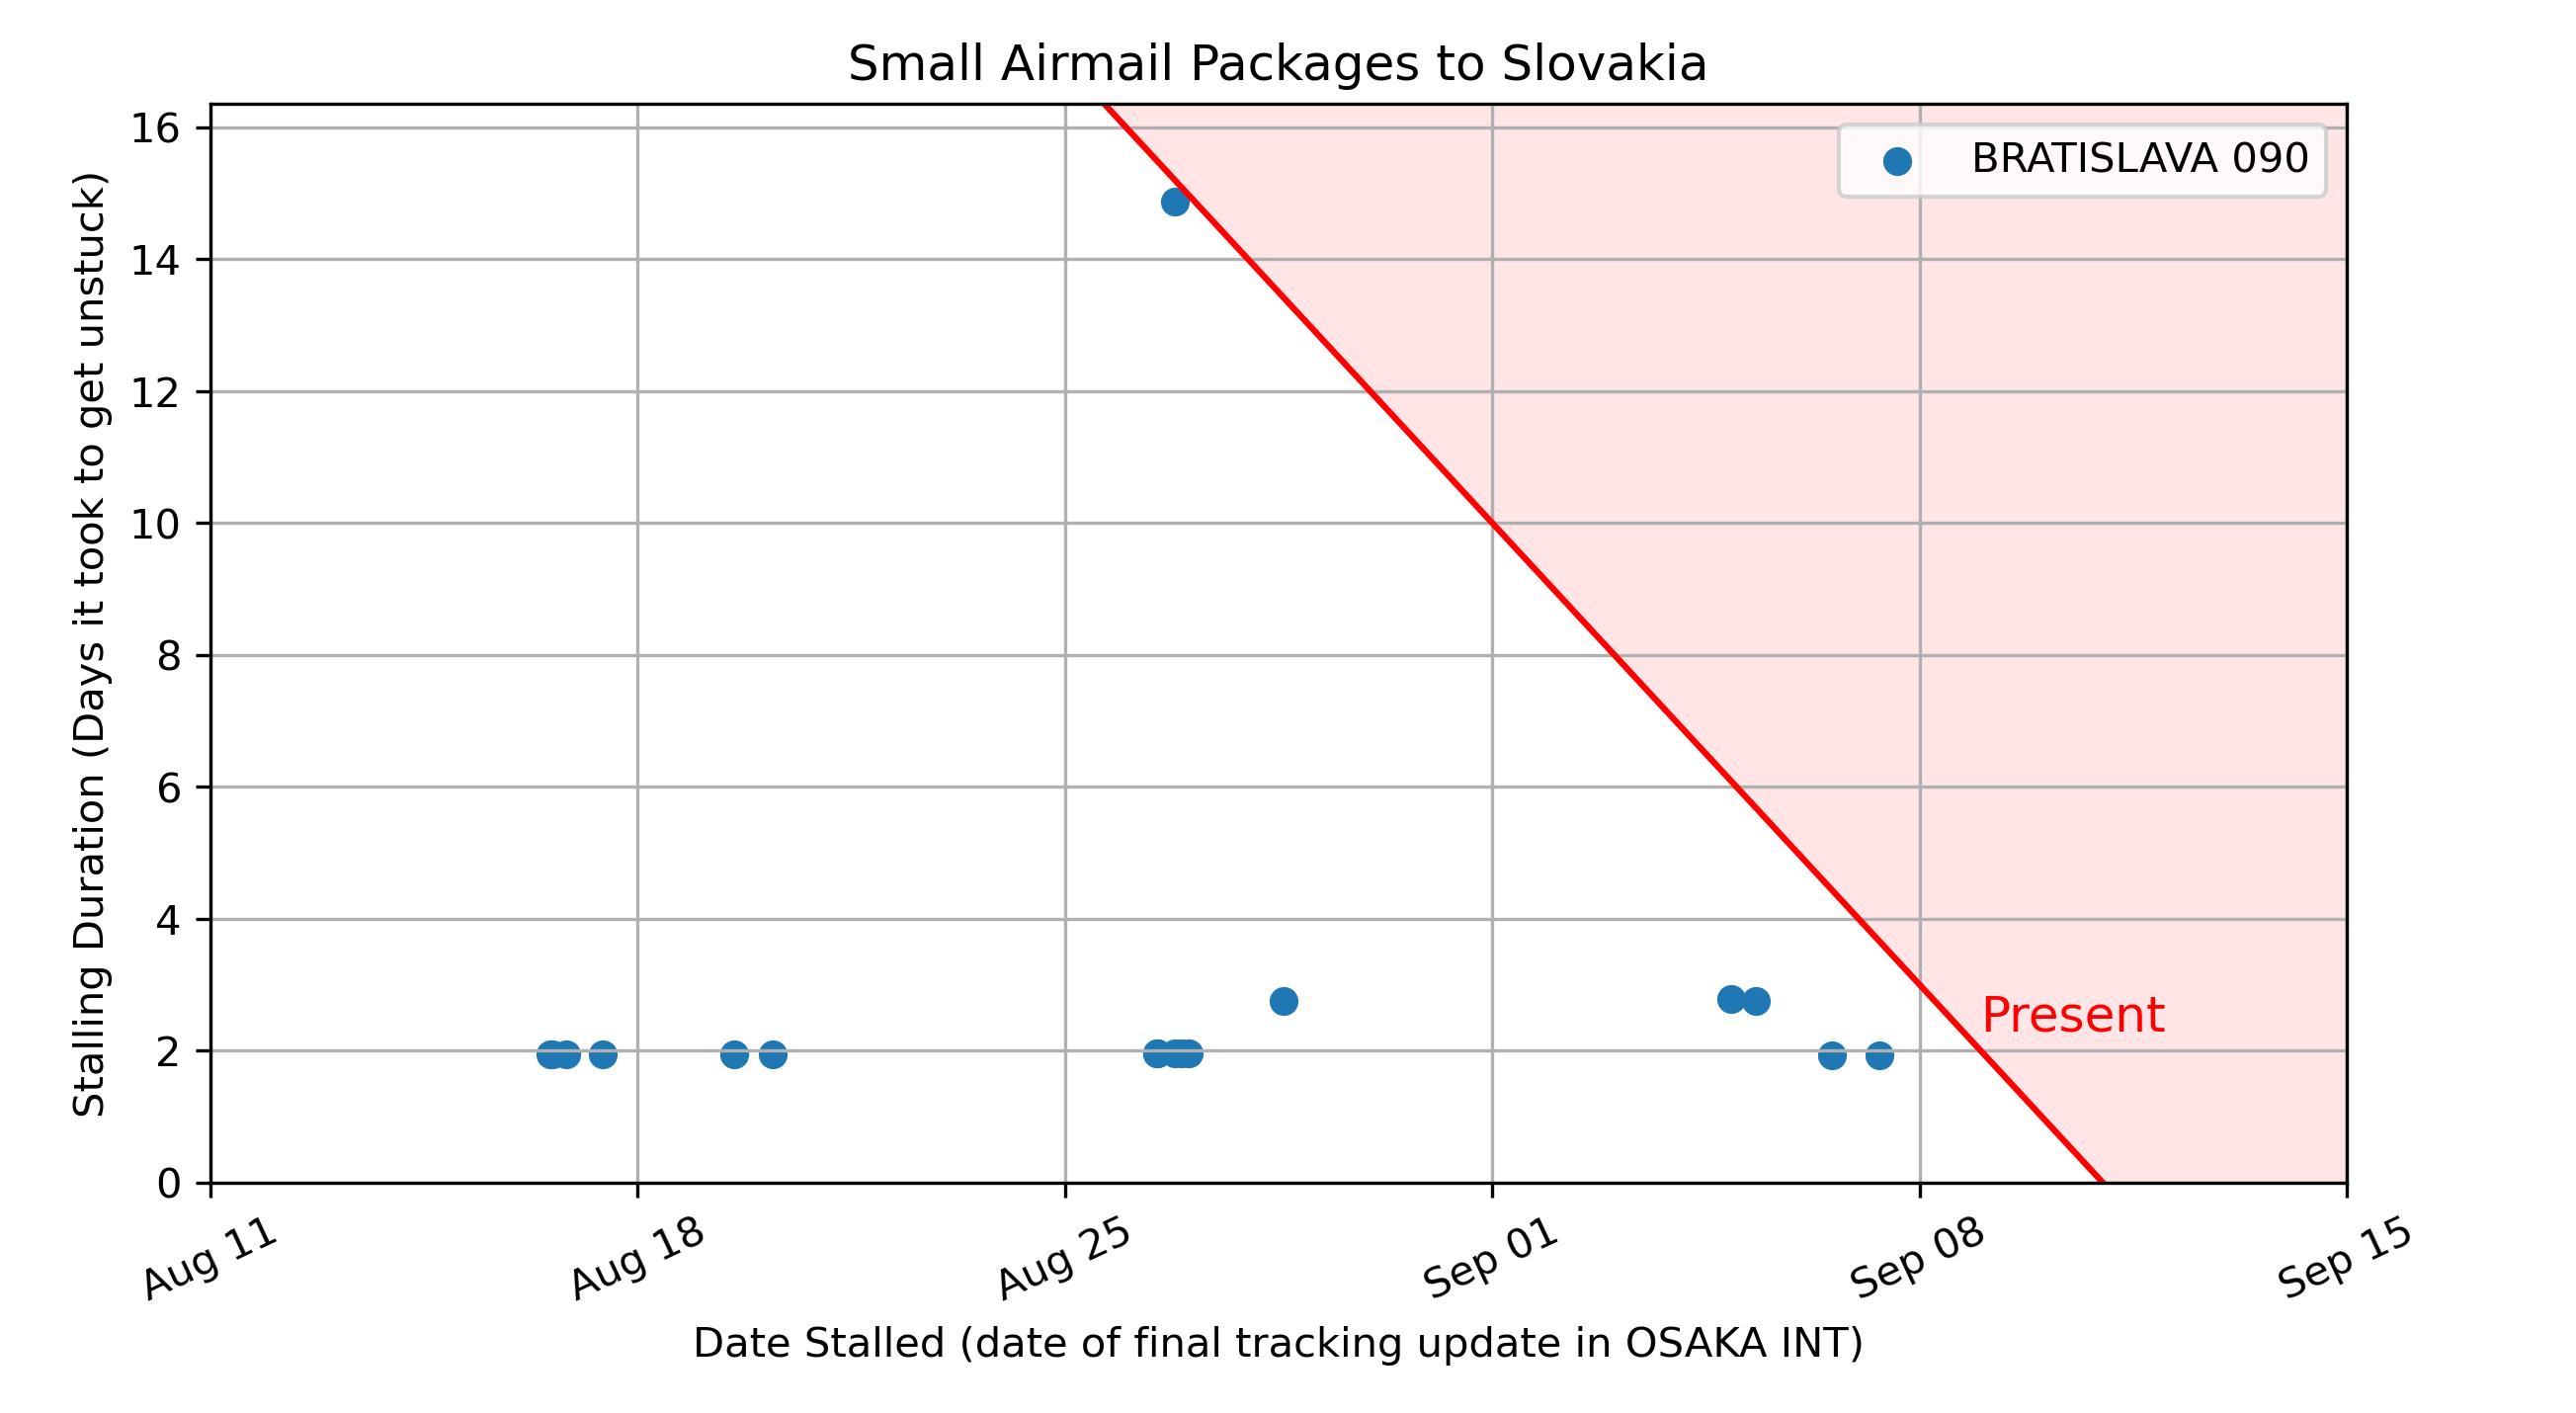 Small Airmail Packages to Slovakia
BRATISLAVA 090
Stalling Duration (Days it took to get unstuck)
16
14
12
10
8
6
4
2
0
Present
Aug 11
Aug 18
Aug 25
Sep 01
Sep 08
Sep 15
Date Stalled (date of final tracking update in OSAKA INT)